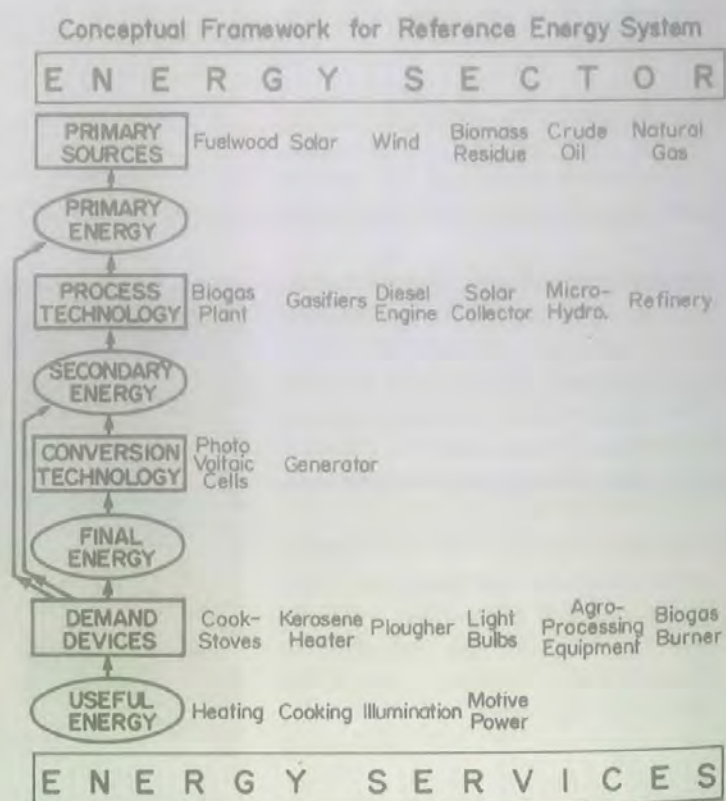 Conceptual Framework for Reference Energy System
E N E R G Y S E C T O R
PRIMARY SOURCES
Fuelwood
Solar
Wind
Biomass Residue
Crude Oil
Natural Gas
PRIMARY ENERGY
PROCESS TECHNOLOGY
Biogas Plant
Gasifiers
Diesel Engine
Solar Collector
Micro-Hydro.
Refinery
SECONDARY ENERGY
CONVERSION TECHNOLOGY
Photo Voltaic Cells
Generator
FINAL ENERGY
DEMAND DEVICES
Cook-Stoves
Kerosene Heater
Plougher
Light Bulbs
Agro-Processing Equipment
Biogas Burner
USEFUL ENERGY
Heating
Cooking
Illumination
Motive Power
E N E R G Y S E R V I C E S